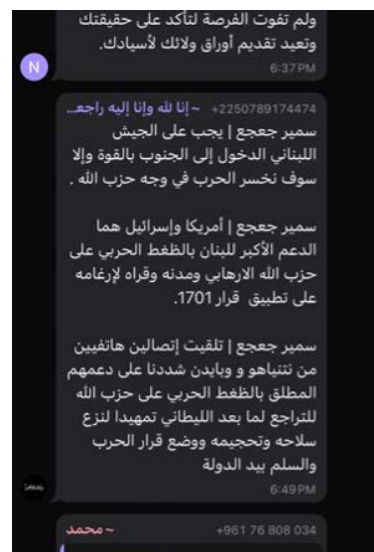 ولم تفوت الفرصة لتأكد على حقيقتك
وتعيد تقديم أوراق ولائك لأسيادك.
N
6:37 PM
+2250789174474 ~ إنا لله وإنا إليه راجعـ...
سمير جعجع | يجب على الجيش
اللبناني الدخول إلى الجنوب بالقوة وإلا
سوف نخسر الحرب في وجه حزب الله .
سمير جعجع | أمريكا وإسرائيل هما
الدعم الأكبر للبنان بالظغط الحربي على
حزب الله الارهابي ومدنه وقراه لإرغامه
على تطبيق قرار 1701.
سمير جعجع | تلقيت إتصالين هاتفيين
من نتنياهو و وبايدن شددنا على دعمهم
المطلق بالظغط الحربي على حزب الله
للتراجع لما بعد الليطاني تمهيدا لنزع
سلاحه وتحجيمه ووضع قرار الحرب
والسلم بيد الدولة
6:49 PM
~ محمد +961 76 808 034